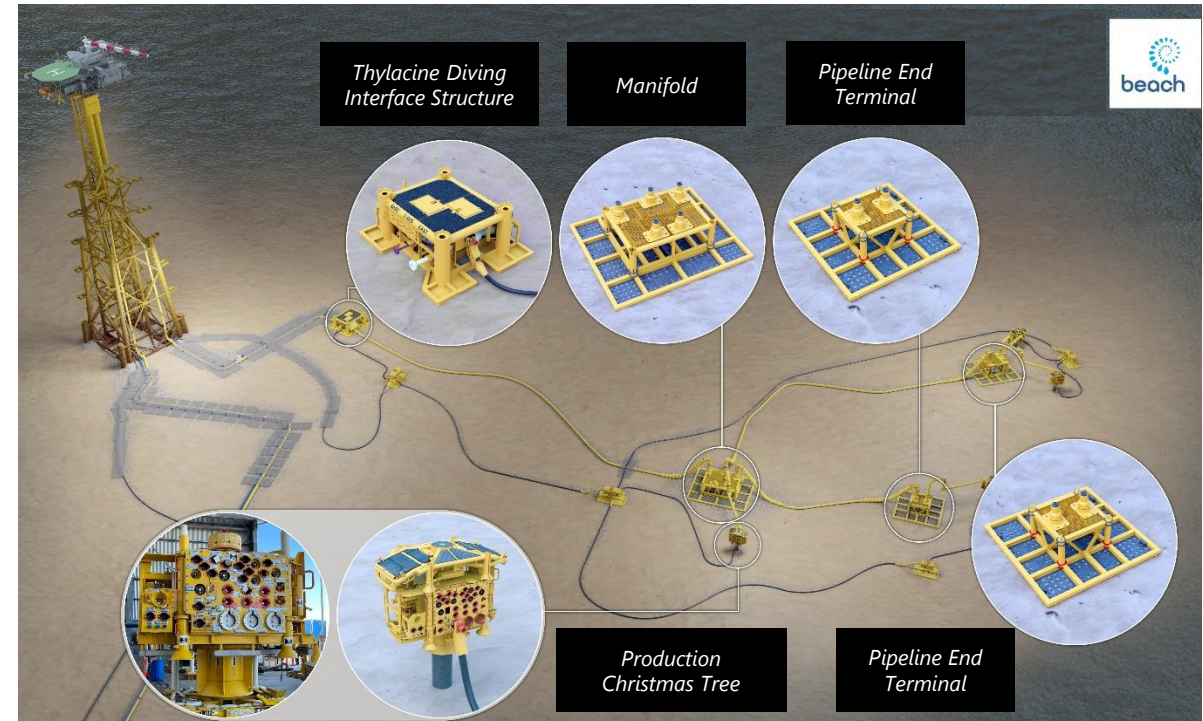 Thylacine Diving
Interface Structure
Manifold
Pipeline End
Terminal
beach
H
Production
Christmas Tree
Pipeline End
Terminal